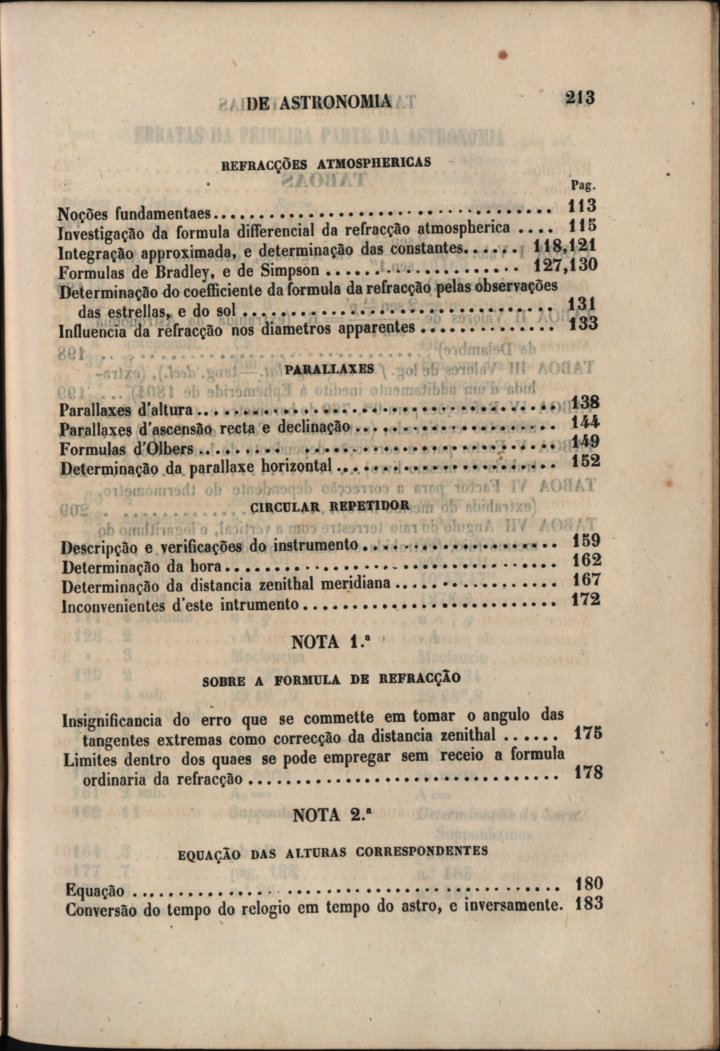 DE ASTRONOMIA 213
REFRACÇÕES ATMOSPHERICAS
Pag.
Noções fundamentaes 113
Investigação da formula differencial da refracção atmospherica 115
Integração approximada, e determinação das constantes 118,121
Formulas de Bradley, e de Simpson 127,130
Determinação do coefficiente da formula da refracção pelas observações
das estrellas, e do sol 131
Influencia da refracção nos diametros apparentes 133
PARALLAXES
Parallaxes d'altura 138
Parallaxes d'ascensão recta e declinação 144
Formulas d'Olbers 149
Determinação da parallaxe horizontal 152
CIRCULAR REPETIDOR
Descripção e verificações do instrumento 159
Determinação da hora 162
Determinação da distancia zenithal meridiana 167
Inconvenientes d'este intrumento 172
NOTA 1.ª
SOBRE A FORMULA DE REFRACÇÃO
Insignificancia do erro que se commette em tomar o angulo das
tangentes extremas como correcção da distancia zenithal 175
Limites dentro dos quaes se pode empregar sem receio a formula
ordinaria da refracção 178
NOTA 2.ª
EQUAÇÃO DAS ALTURAS CORRESPONDENTES
Equação 180
Conversão do tempo do relogio em tempo do astro, e inversamente. 183